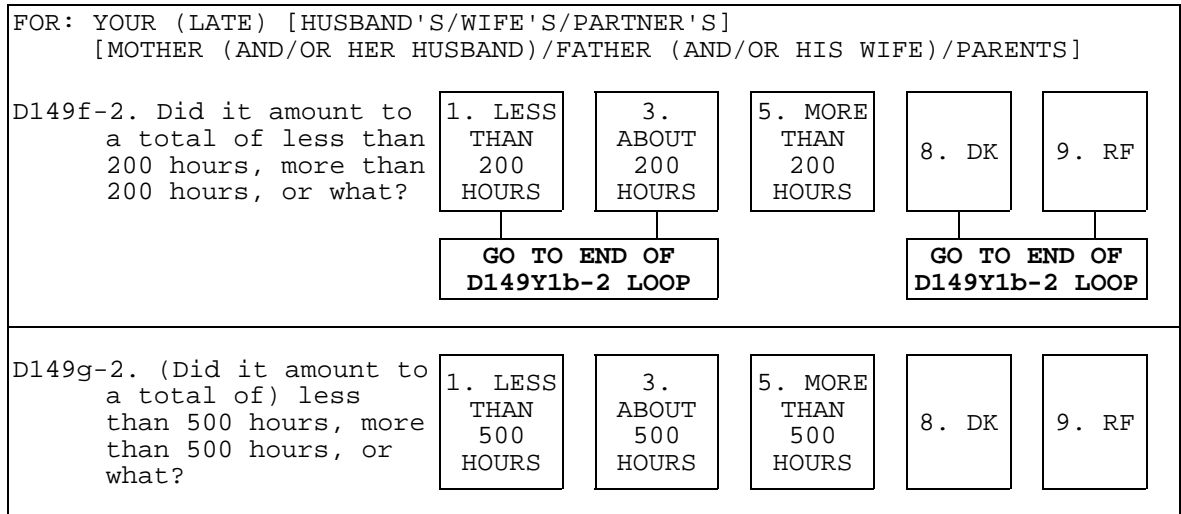 FOR: YOUR (LATE) [HUSBAND'S/WIFE'S/PARTNER'S]
[MOTHER (AND/OR HER HUSBAND)/FATHER (AND/OR HIS WIFE)/PARENTS]
D149f-2. Did it amount to
a total of less than
200 hours, more than
200 hours, or what?
1. LESS
THAN
200
HOURS
3.
ABOUT
200
HOURS
5. MORE
THAN
200
HOURS
8. DK
9. RF
GO TO END OF
D149Y1b-2 LOOP
GO TO END OF
D149Y1b-2 LOOP
D149g-2. (Did it amount to
a total of) less
than 500 hours, more
than 500 hours, or
what?
1. LESS
THAN
500
HOURS
3.
ABOUT
500
HOURS
5. MORE
THAN
500
HOURS
8. DK
9. RF